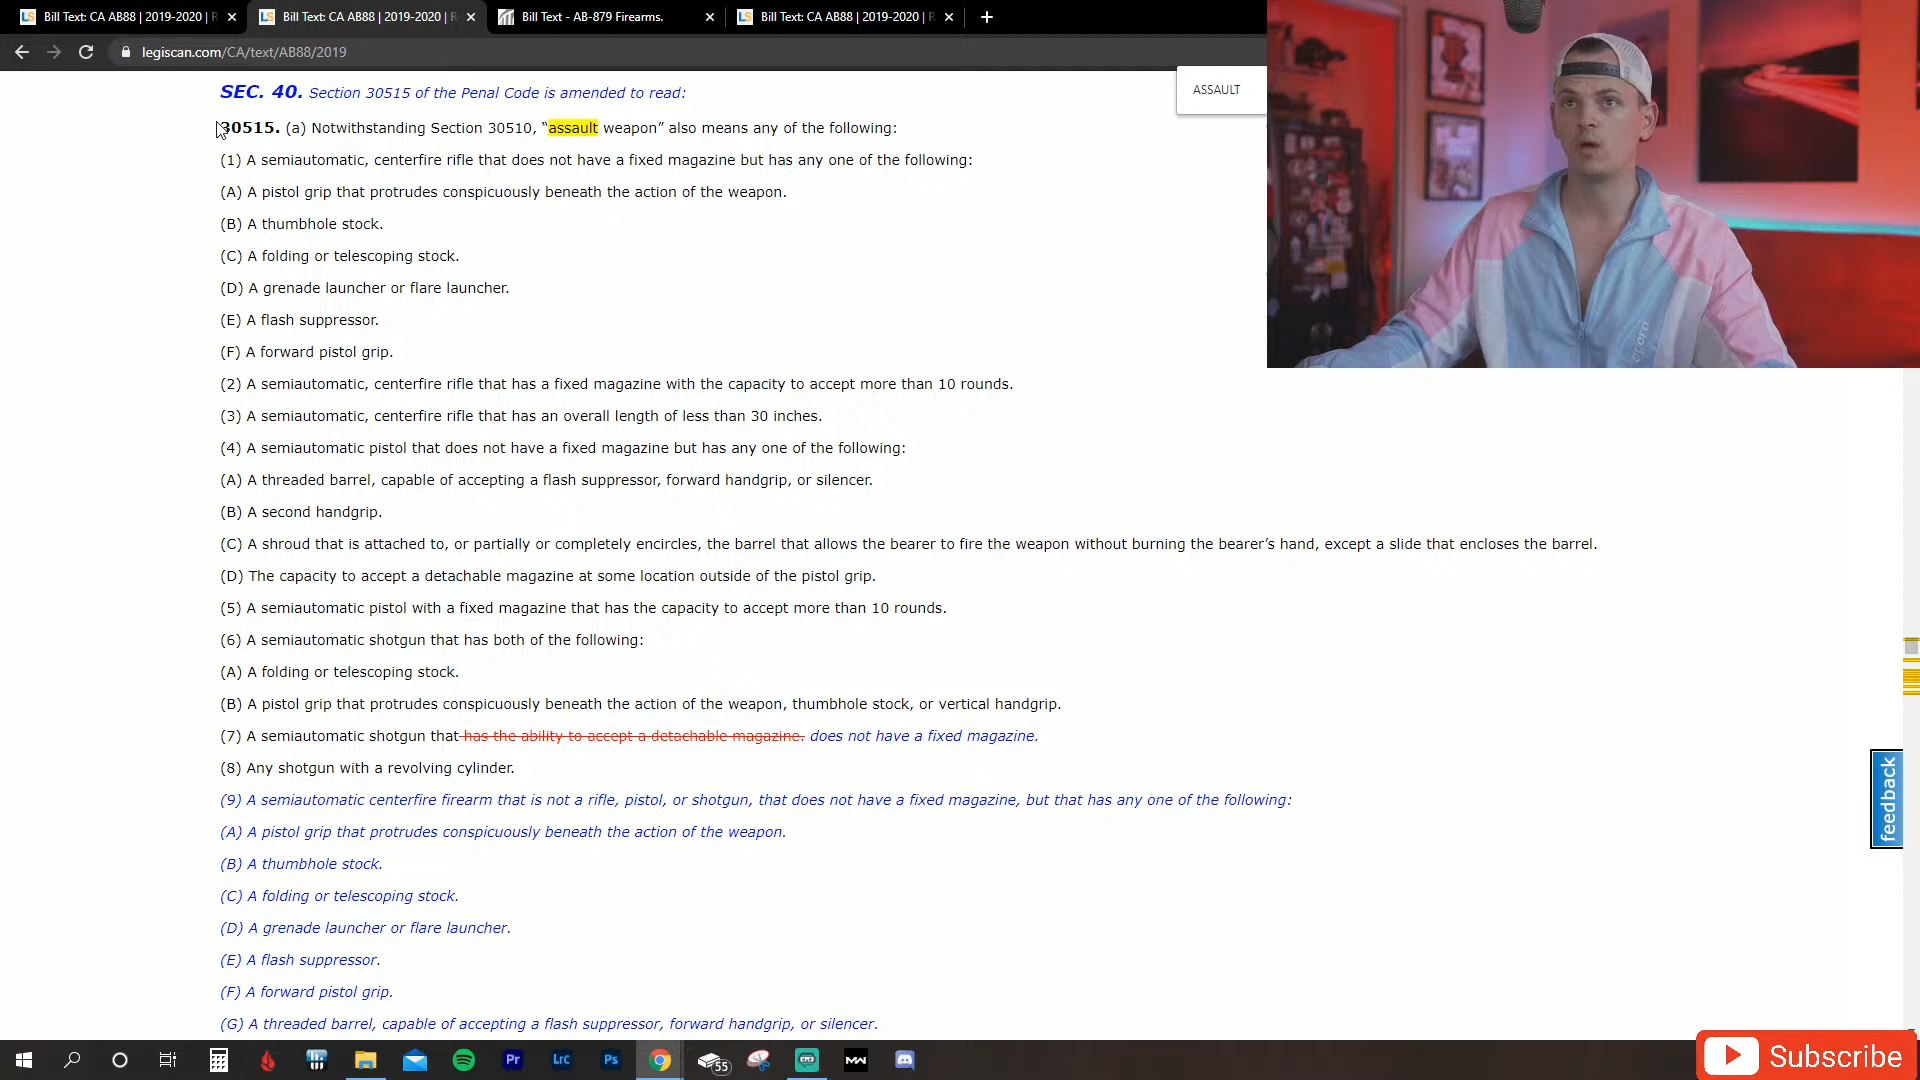 Bill Text: CA AB88 | 2019-2020 | R
Bill Text: CA AB88 | 2019-2020 | R
Bill Text - AB-879 Firearms.
Bill Text: CA AB88 | 2019-2020 | R
legiscan.com/CA/text/AB88/2019
ASSAULT
SEC. 40. Section 30515 of the Penal Code is amended to read:
30515. (a) Notwithstanding Section 30510, “assault weapon” also means any of the following:
(1) A semiautomatic, centerfire rifle that does not have a fixed magazine but has any one of the following:
(A) A pistol grip that protrudes conspicuously beneath the action of the weapon.
(B) A thumbhole stock.
(C) A folding or telescoping stock.
(D) A grenade launcher or flare launcher.
(E) A flash suppressor.
(F) A forward pistol grip.
(2) A semiautomatic, centerfire rifle that has a fixed magazine with the capacity to accept more than 10 rounds.
(3) A semiautomatic, centerfire rifle that has an overall length of less than 30 inches.
(4) A semiautomatic pistol that does not have a fixed magazine but has any one of the following:
(A) A threaded barrel, capable of accepting a flash suppressor, forward handgrip, or silencer.
(B) A second handgrip.
(C) A shroud that is attached to, or partially or completely encircles, the barrel that allows the bearer to fire the weapon without burning the bearer’s hand, except a slide that encloses the barrel.
(D) The capacity to accept a detachable magazine at some location outside of the pistol grip.
(5) A semiautomatic pistol with a fixed magazine that has the capacity to accept more than 10 rounds.
(6) A semiautomatic shotgun that has both of the following:
(A) A folding or telescoping stock.
(B) A pistol grip that protrudes conspicuously beneath the action of the weapon, thumbhole stock, or vertical handgrip.
(7) A semiautomatic shotgun that has the ability to accept a detachable magazine. does not have a fixed magazine.
(8) Any shotgun with a revolving cylinder.
(9) A semiautomatic centerfire firearm that is not a rifle, pistol, or shotgun, that does not have a fixed magazine, but that has any one of the following:
(A) A pistol grip that protrudes conspicuously beneath the action of the weapon.
(B) A thumbhole stock.
(C) A folding or telescoping stock.
(D) A grenade launcher or flare launcher.
(E) A flash suppressor.
(F) A forward pistol grip.
(G) A threaded barrel, capable of accepting a flash suppressor, forward handgrip, or silencer.
feedback
agora
Pr
Lrc
Ps
55
MW
Subscribe